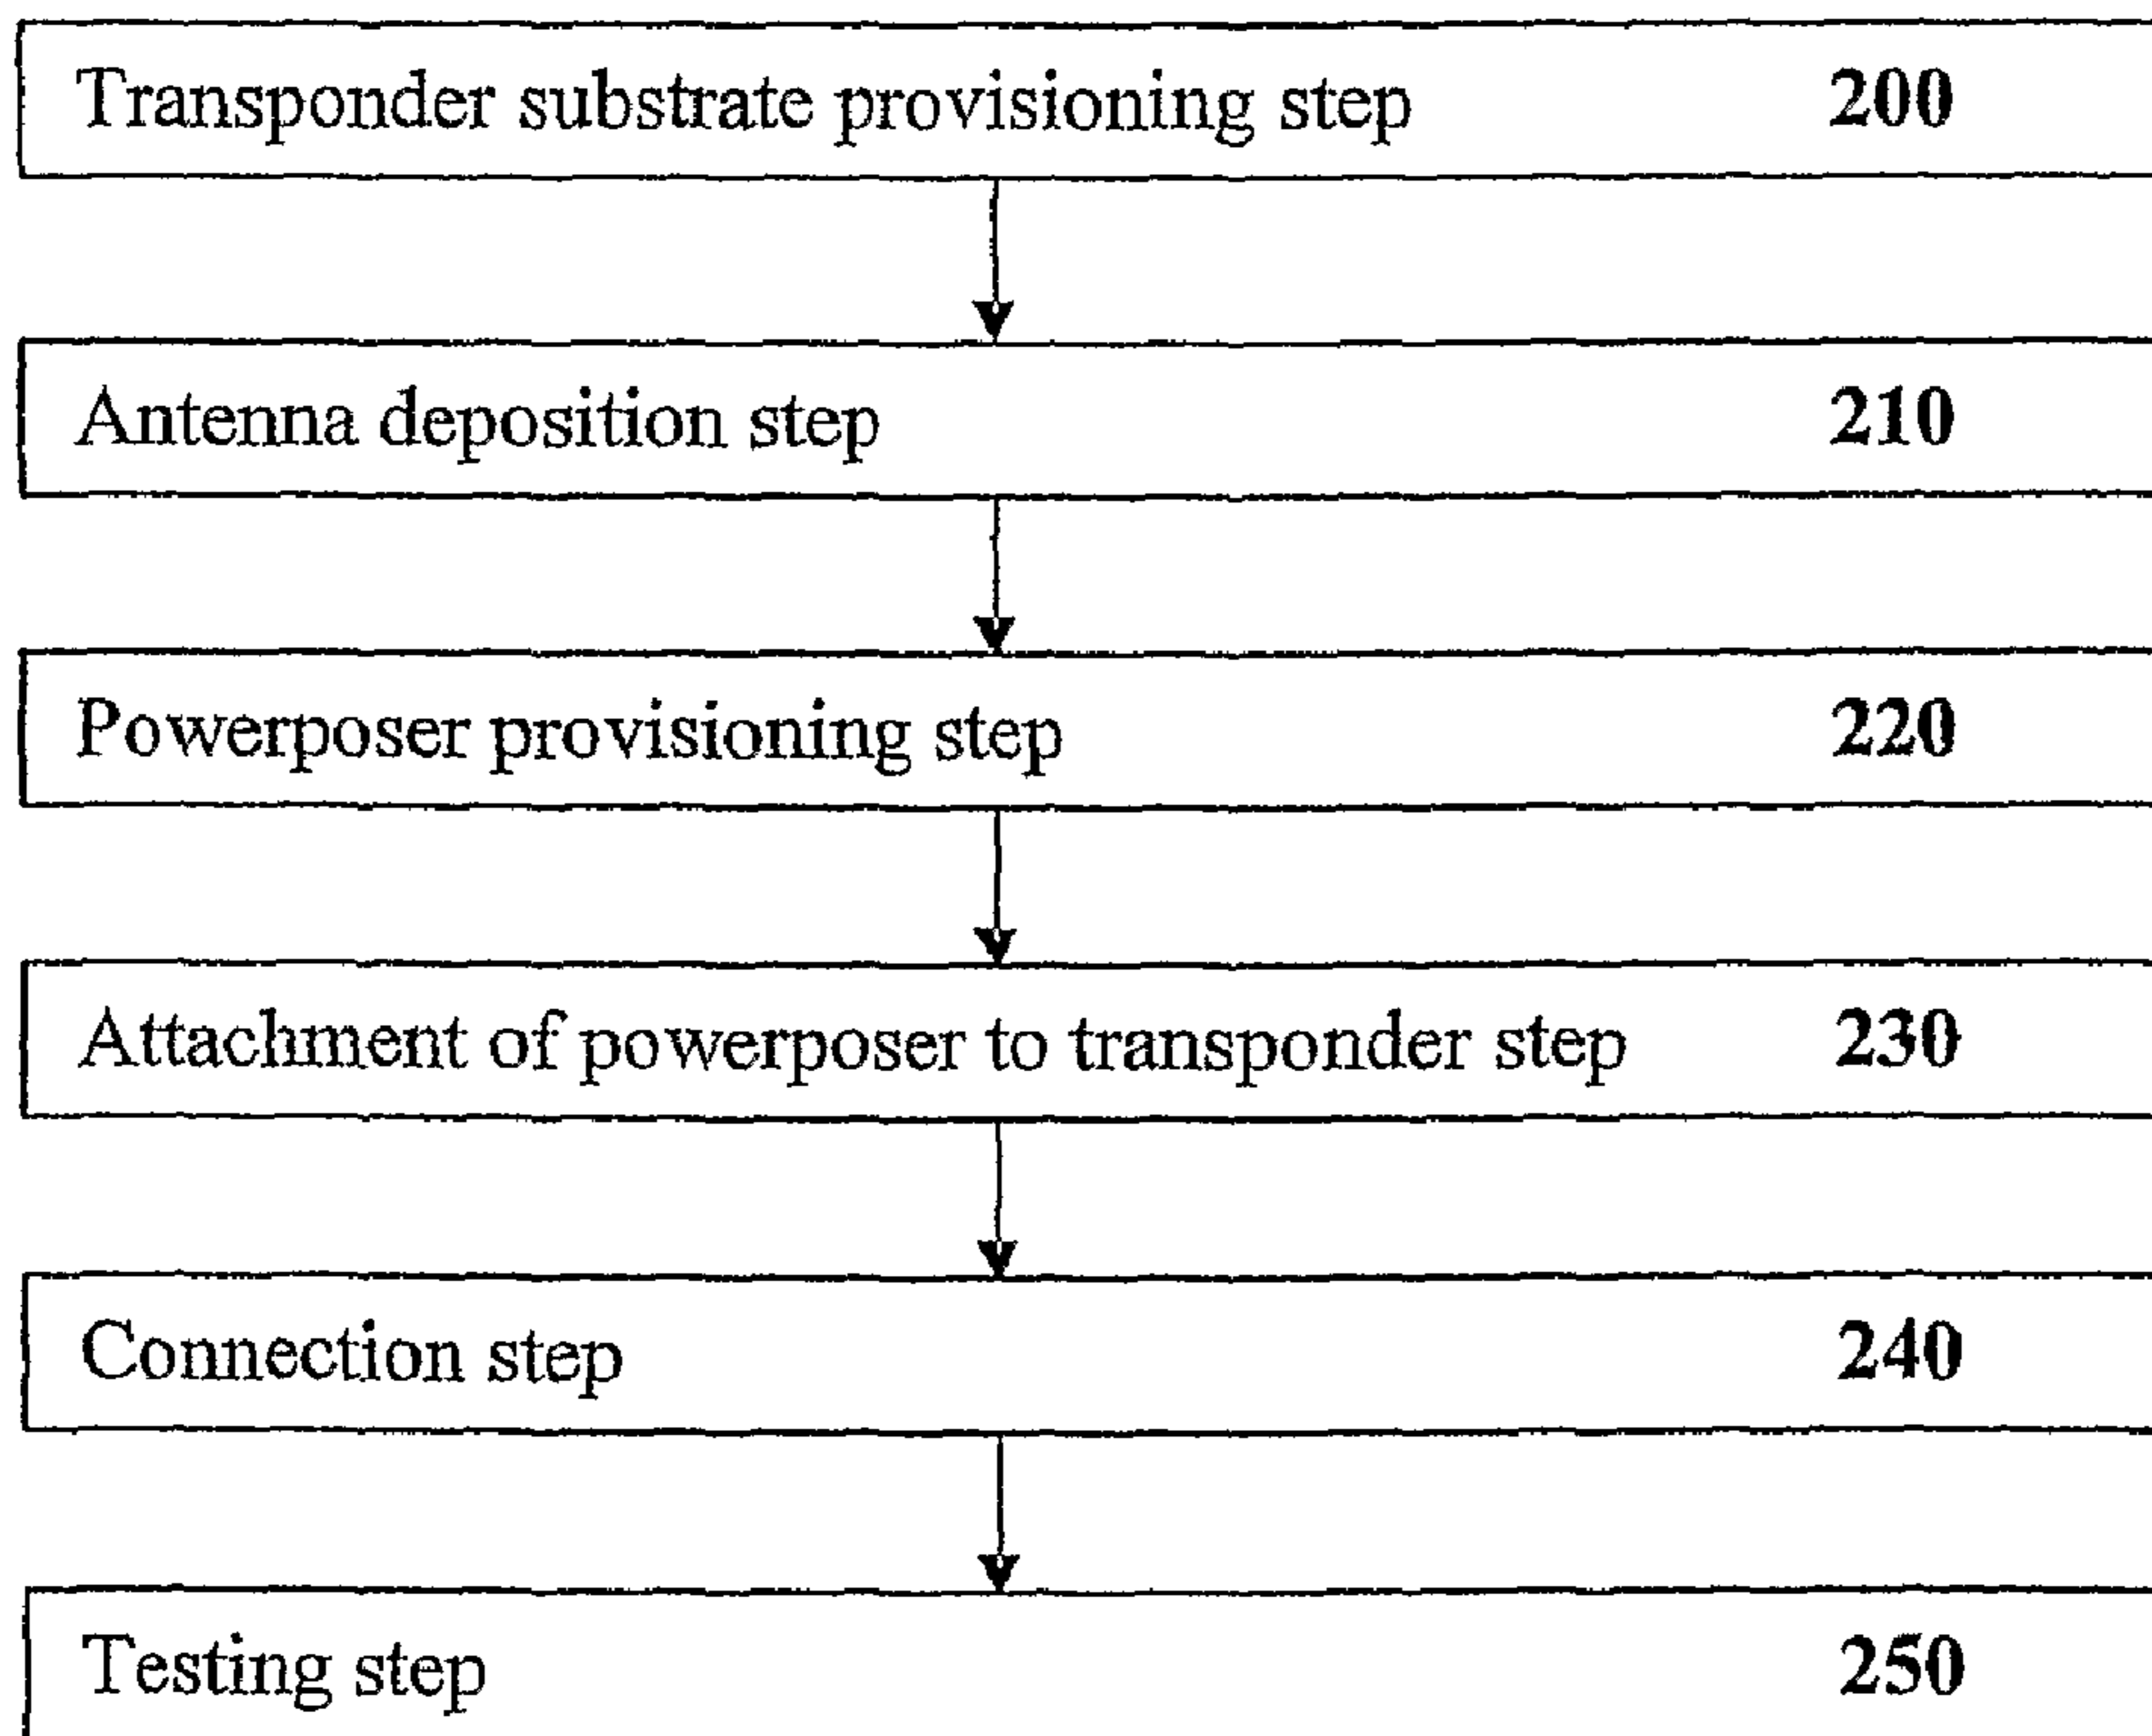 Transponder substrate provisioning step 200
Antenna deposition step 210
Powerposer provisioning step 220
Attachment of powerposer to transponder step 230
Connection step 240
Testing step 250